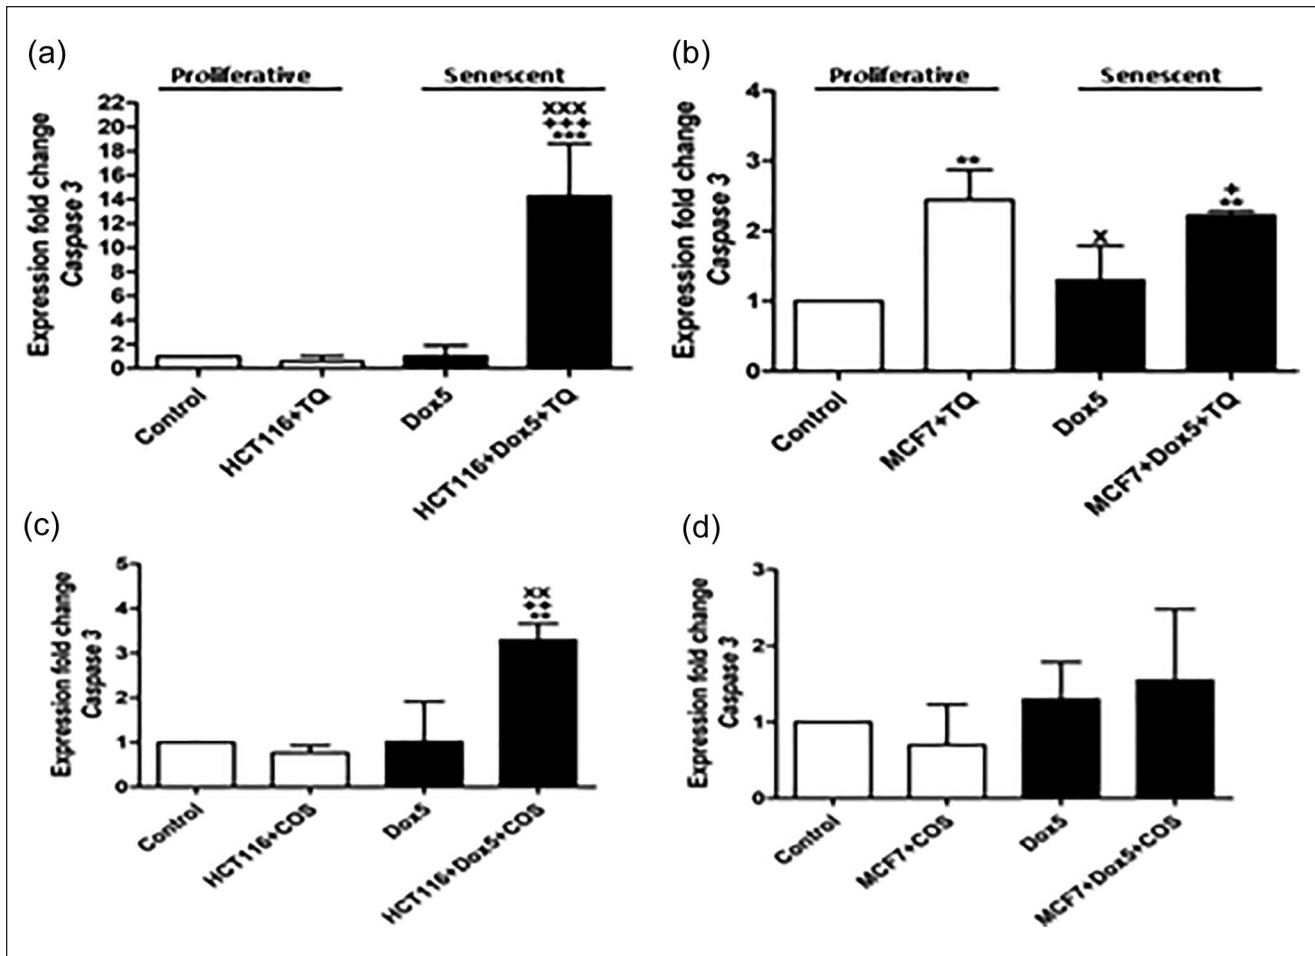 (a)
Proliferative Senescent
Expression fold change
Caspase 3
22
20
18
16
14
12
10
8
6
4
2
0
XXX
+++
***
Control
HCT116+TQ
Dox5
HCT116+Dox5+TQ
(b)
Proliferative Senescent
Expression fold change
Caspase 3
4
3
2
1
0
**
X
+
**
Control
MCF7+TQ
Dox5
MCF7+Dox5+TQ
(c)
Expression fold change
Caspase 3
5
4
3
2
1
0
XX
++
**
Control
HCT116+COS
Dox5
HCT116+Dox5+COS
(d)
Expression fold change
Caspase 3
3
2
1
0
Control
MCF7+COS
Dox5
MCF7+Dox5+COS